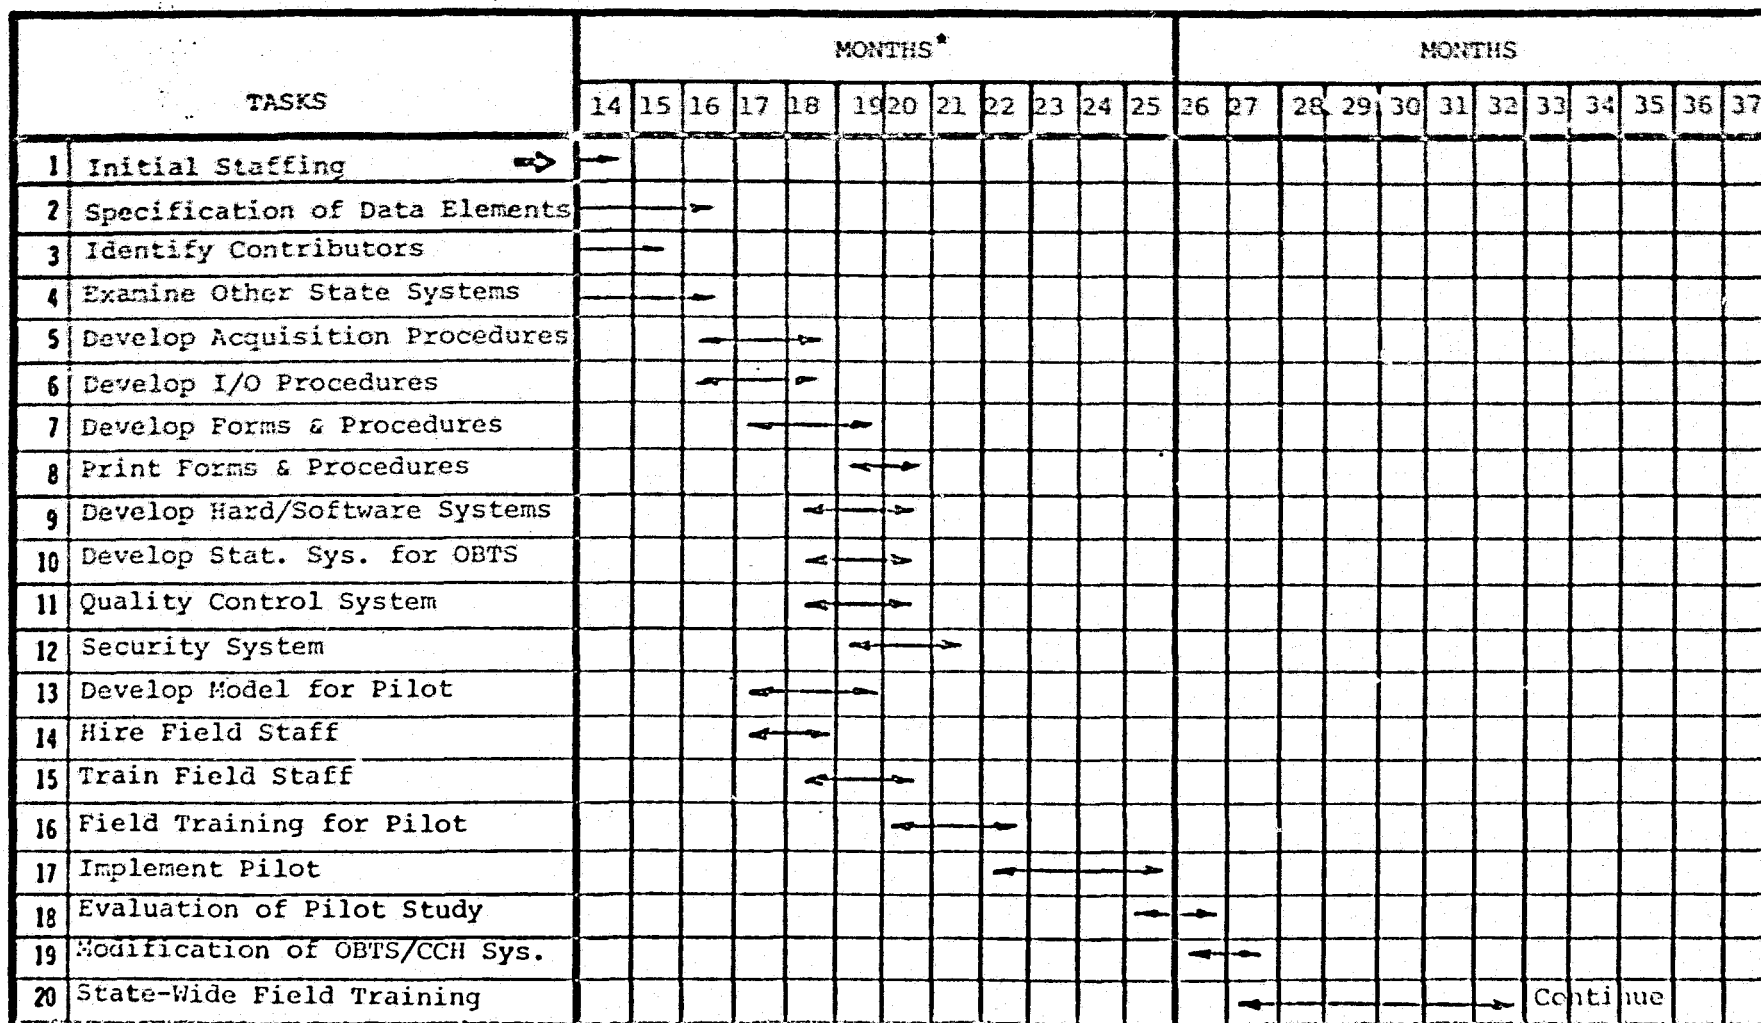 MONTHS* MONTHS
TASKS 14 15 16 17 18 19 20 21 22 23 24 25 26 27 28 29 30 31 32 33 34 35 36 37
1 Initial Staffing
2 Specification of Data Elements
3 Identify Contributors
4 Examine Other State Systems
5 Develop Acquisition Procedures
6 Develop I/O Procedures
7 Develop Forms & Procedures
8 Print Forms & Procedures
9 Develop Hard/Software Systems
10 Develop Stat. Sys. for OBTS
11 Quality Control System
12 Security System
13 Develop Model for Pilot
14 Hire Field Staff
15 Train Field Staff
16 Field Training for Pilot
17 Implement Pilot
18 Evaluation of Pilot Study
19 Modification of OBTS/CCH Sys.
20 State-Wide Field Training Continue